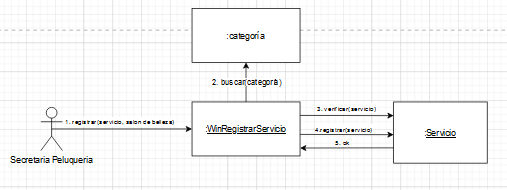 :categoría
2. buscar(categoría)
1. registrar(servicio, salon de beleza)
3. verificar(servicio)
:WinRegistrarServicio
4.registrar(servicio)
:Servicio
5. ok
Secretaria Peluqueria